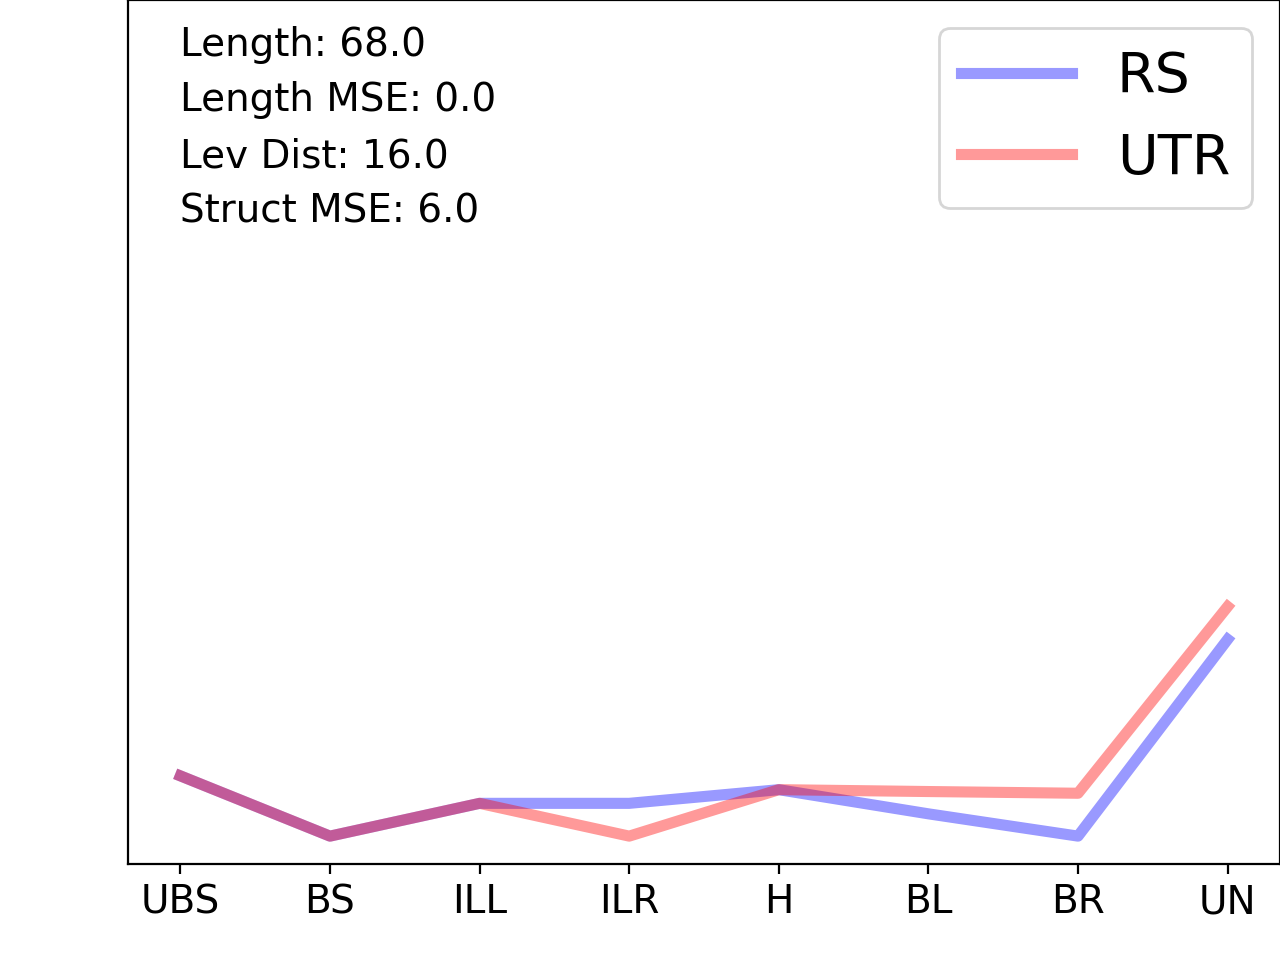 Length: 68.0
Length MSE: 0.0
Lev Dist: 16.0
Struct MSE: 6.0
RS
UTR
UBS BS ILL ILR H BL BR UN